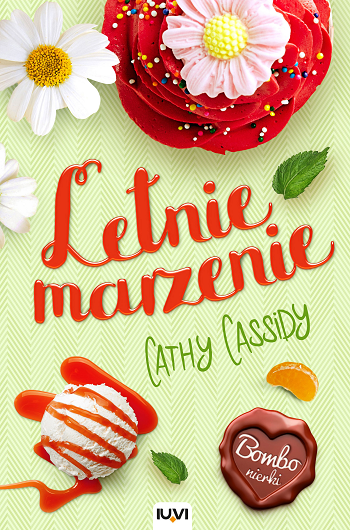 Letnie
marzenie
CATHY CASSIDY
Bombo
nierki
IUVI